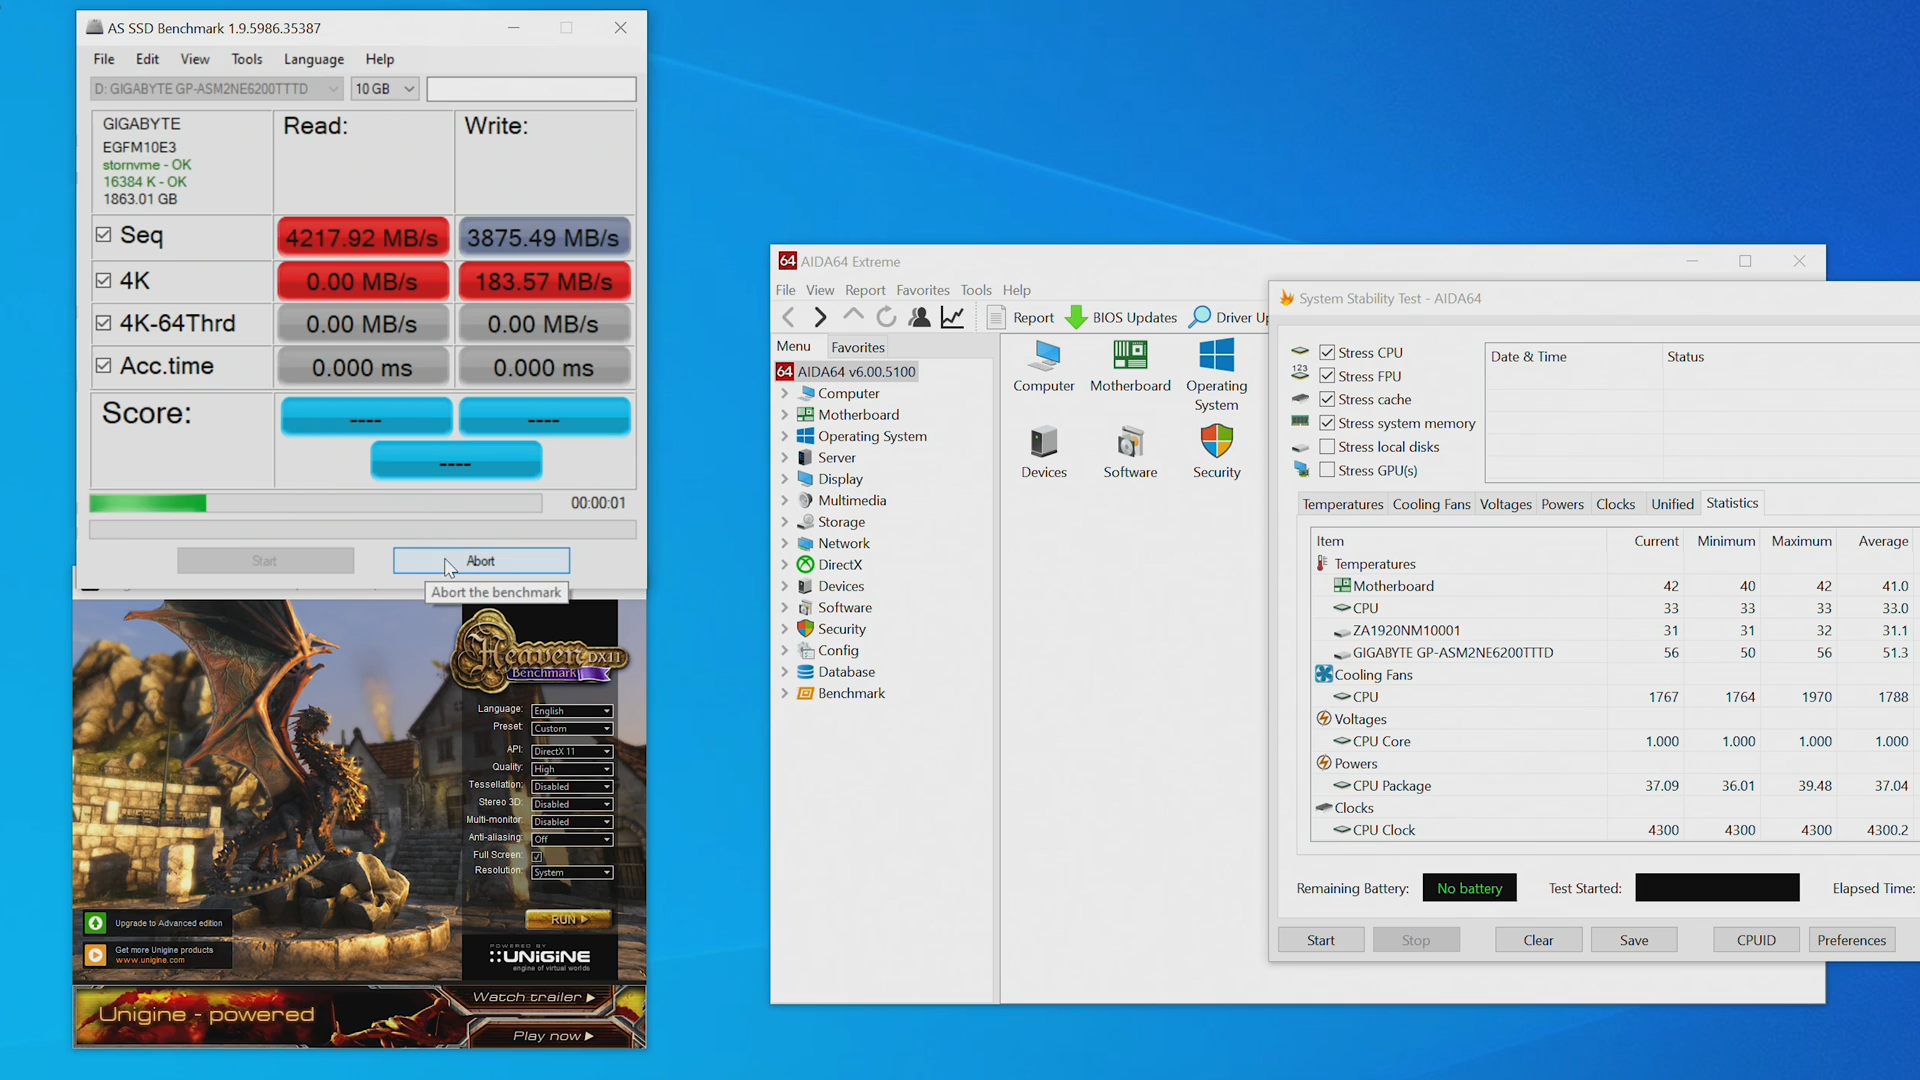 AS SSD Benchmark 1.9.5986.35387
File Edit View Tools Language Help
D: GIGABYTE GP-ASM2NE6200TTTD 10 GB
GIGABYTE
EGFM10E3
stornvme - OK
16384 K - OK
1863.01 GB
Read: Write:
Seq 4217.92 MB/s 3875.49 MB/s
4K 0.00 MB/s 183.57 MB/s
4K-64Thrd 0.00 MB/s 0.00 MB/s
Acc.time 0.000 ms 0.000 ms
Score: ---- ----
----
00:00:01
Start Abort
Abort the benchmark
Heaven DX11
Benchmark
Language: English
Preset: Custom
API: DirectX 11
Quality: High
Tessellation: Disabled
Stereo 3D: Disabled
Multi-monitor: Disabled
Anti-aliasing: Off
Full Screen:
Resolution: System
RUN
Upgrade to Advanced edition
Get more Unigine products
www.unigine.com
POWERED BY
UNIGINE
engine of virtual worlds
Unigine - powered
Watch trailer
Play now
64 AIDA64 Extreme
File View Report Favorites Tools Help
Report BIOS Updates Driver Up
Menu Favorites
64 AIDA64 v6.00.5100
Computer
Motherboard
Operating System
Server
Display
Multimedia
Storage
Network
DirectX
Devices
Software
Security
Config
Database
Benchmark
Computer Motherboard Operating
System
Devices Software Security
System Stability Test - AIDA64
Stress CPU
123 Stress FPU
Stress cache
Stress system memory
Stress local disks
Stress GPU(s)
Date & Time Status
Temperatures Cooling Fans Voltages Powers Clocks Unified Statistics
Item Current Minimum Maximum Average
Temperatures
Motherboard 42 40 42 41.0
CPU 33 33 33 33.0
ZA1920NM10001 31 31 32 31.1
GIGABYTE GP-ASM2NE6200TTTD 56 50 56 51.3
Cooling Fans
CPU 1767 1764 1970 1788
Voltages
CPU Core 1.000 1.000 1.000 1.000
Powers
CPU Package 37.09 36.01 39.48 37.04
Clocks
CPU Clock 4300 4300 4300 4300.2
Remaining Battery: No battery Test Started: Elapsed Time:
Start Stop Clear Save CPUID Preferences